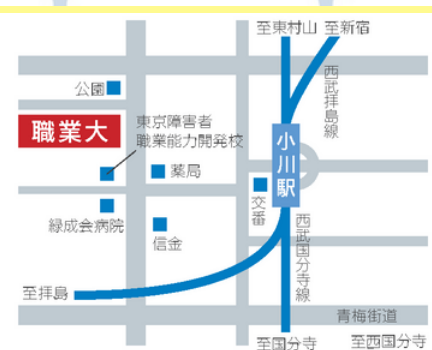 至東村山
至新宿
西武拝島線
公園
職業大
東京障害者
職業能力開発校
小川駅
薬局
交番
緑成会病院
信金
西武国分寺線
至拝島
青梅街道
至国分寺
至西国分寺